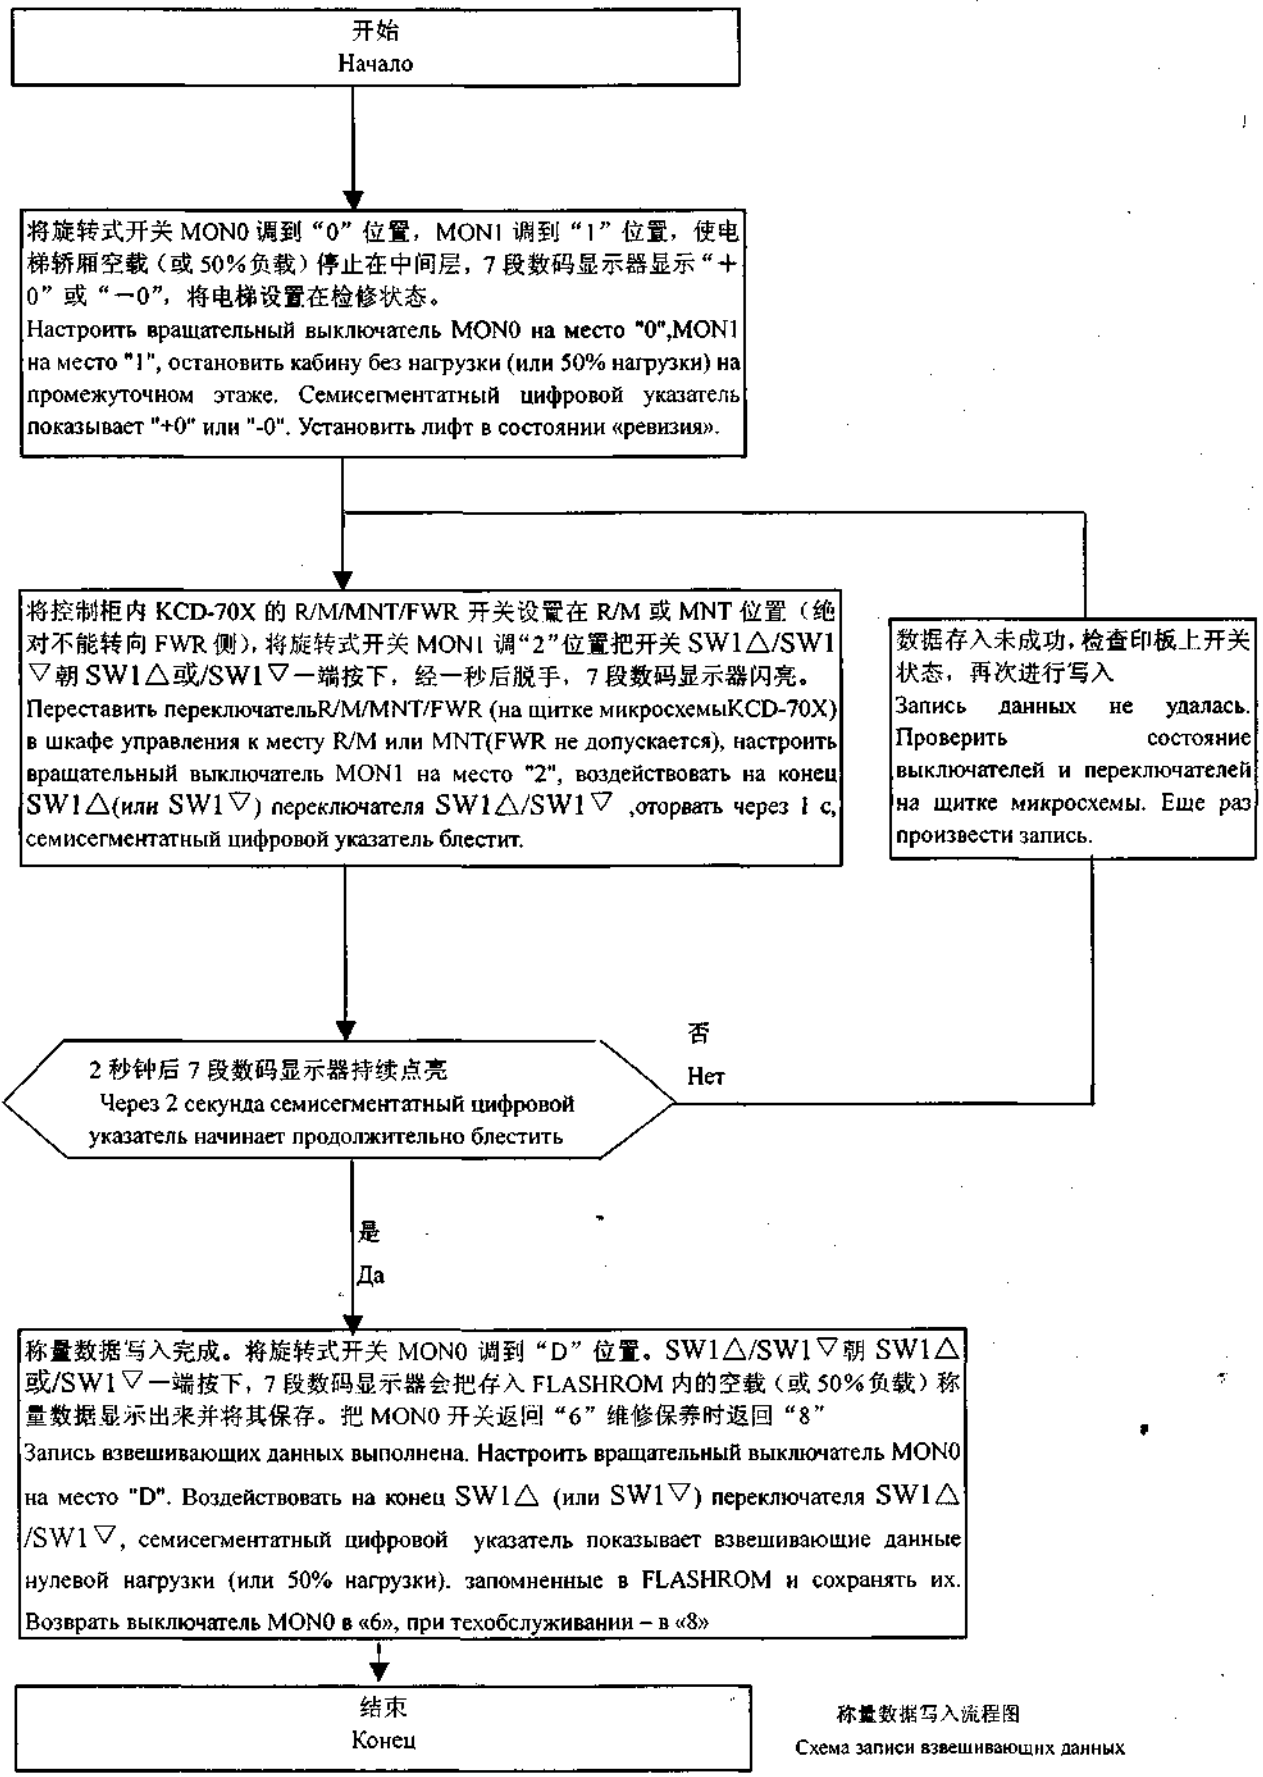 开始
Начало
将旋转式开关 MON0 调到“0”位置，MON1 调到“1”位置，使电
梯轿厢空载（或 50%负载）停止在中间层，7 段数码显示器显示“＋
0”或“－0”，将电梯设置在检修状态。
Настроить вращательный выключатель MON0 на место "0",MON1
на место "1", остановить кабину без нагрузки (или 50% нагрузки) на
промежуточном этаже. Семисегментатный цифровой указатель
показывает "+0" или "-0". Установить лифт в состоянии «ревизия».
将控制柜内 KCD-70X 的 R/M/MNT/FWR 开关设置在 R/M 或 MNT 位置（绝
对不能转向 FWR 侧），将旋转式开关 MON1 调“2”位置把开关 SW1△/SW1
▽朝 SW1△或/SW1▽一端按下，经一秒后脱手，7 段数码显示器闪亮。
Переставить переключательR/M/MNT/FWR (на щитке микросхемыKCD-70X)
в шкафе управления к месту R/M или MNT(FWR не допускается), настроить
вращательный выключатель MON1 на место "2", воздействовать на конец
SW1△(или SW1▽) переключателя SW1△/SW1▽ ,оторвать через 1 с,
семисегментатный цифровой указатель блестит.
数据存入未成功，检查印板上开关
状态，再次进行写入
Запись данных не удалась.
Проверить состояние
выключателей и переключателей
на щитке микросхемы. Еще раз
произвести запись.
2 秒钟后 7 段数码显示器持续点亮
Через 2 секунда семисегментатный цифровой
указатель начинает продолжительно блестить
否
Нет
是
Да
称量数据写入完成。将旋转式开关 MON0 调到“D”位置。SW1△/SW1▽朝 SW1△
或/SW1▽一端按下，7 段数码显示器会把存入 FLASHROM 内的空载（或 50%负载）称
量数据显示出来并将其保存。把 MON0 开关返回“6”维修保养时返回“8”
Запись взвешивающих данных выполнена. Настроить вращательный выключатель MON0
на место "D". Воздействовать на конец SW1△ (или SW1▽) переключателя SW1△
/SW1▽, семисегментатный цифровой указатель показывает взвешивающие данные
нулевой нагрузки (или 50% нагрузки). запомненные в FLASHROM и сохранять их.
Возврать выключатель MON0 в «6», при техобслуживании – в «8»
结束
Конец
称量数据写入流程图
Схема записи взвешивающих данных